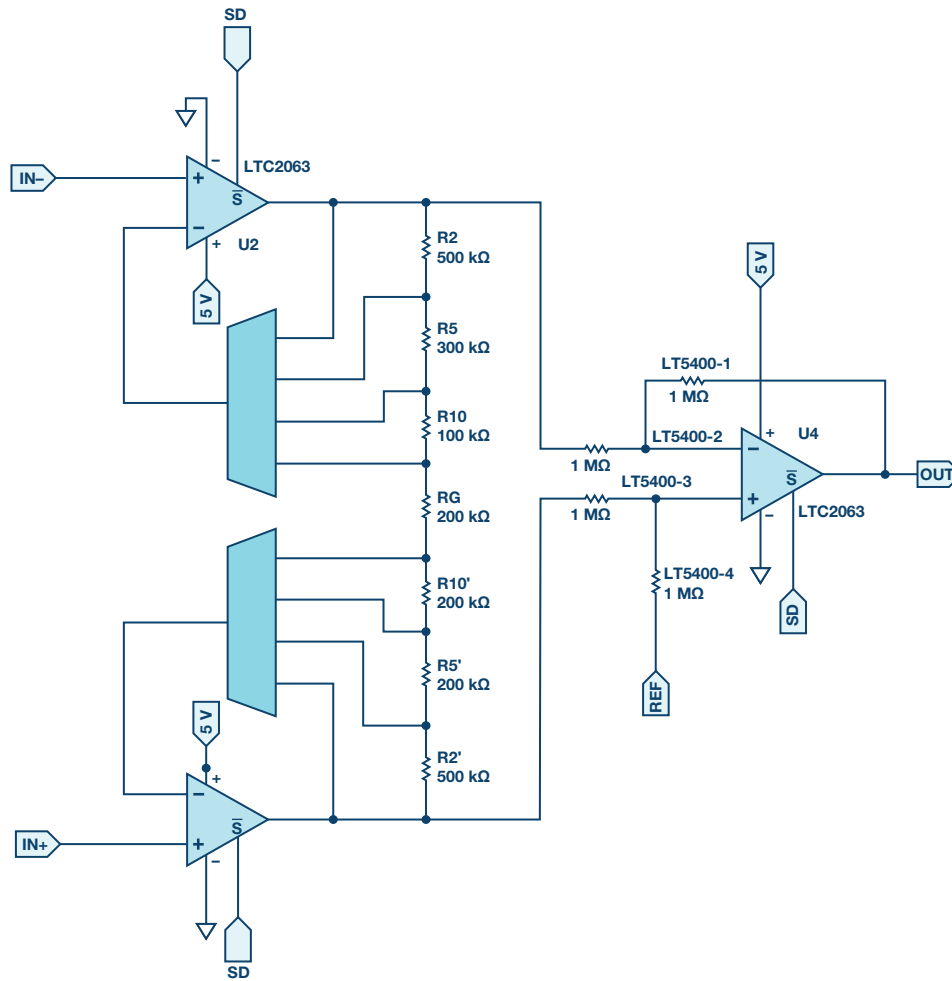 SD
−
LTC2063
IN−
+
S̅
−
+
U2
5 V
R2
500 kΩ
R5
300 kΩ
R10
100 kΩ
RG
200 kΩ
R10'
200 kΩ
R5'
200 kΩ
R2'
500 kΩ
5 V
+
−
S̅
IN+
+
−
SD
5 V
LT5400-1
1 MΩ
+
U4
LT5400-2
−
1 MΩ
S̅
OUT
LT5400-3
+
1 MΩ
−
LTC2063
LT5400-4
1 MΩ
SD
REF